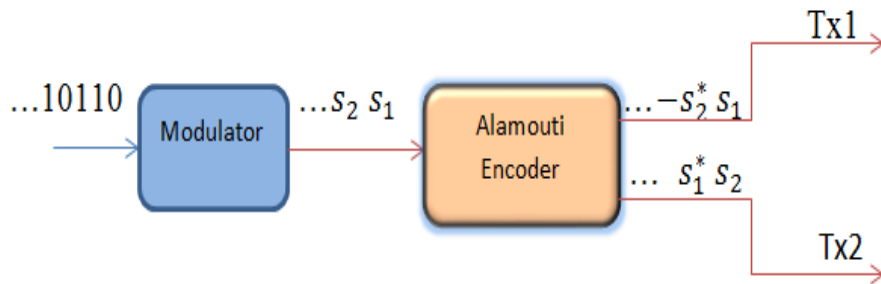 Tx1
...10110
Modulator
...s₂ s₁
Alamouti
Encoder
...−s₂* s₁
... s₁* s₂
Tx2